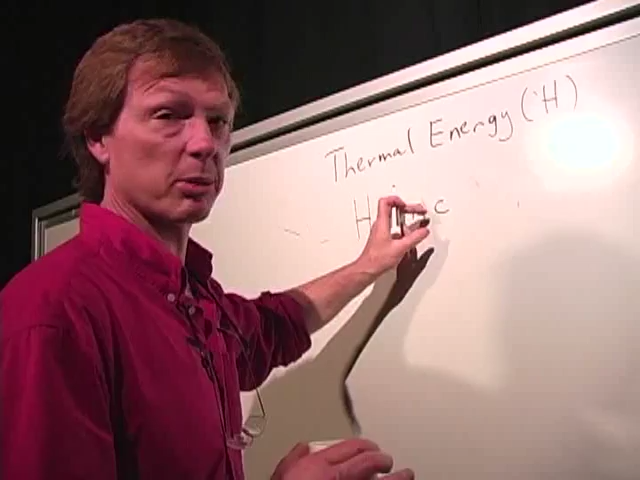 Thermal Energy (H)
H = m c